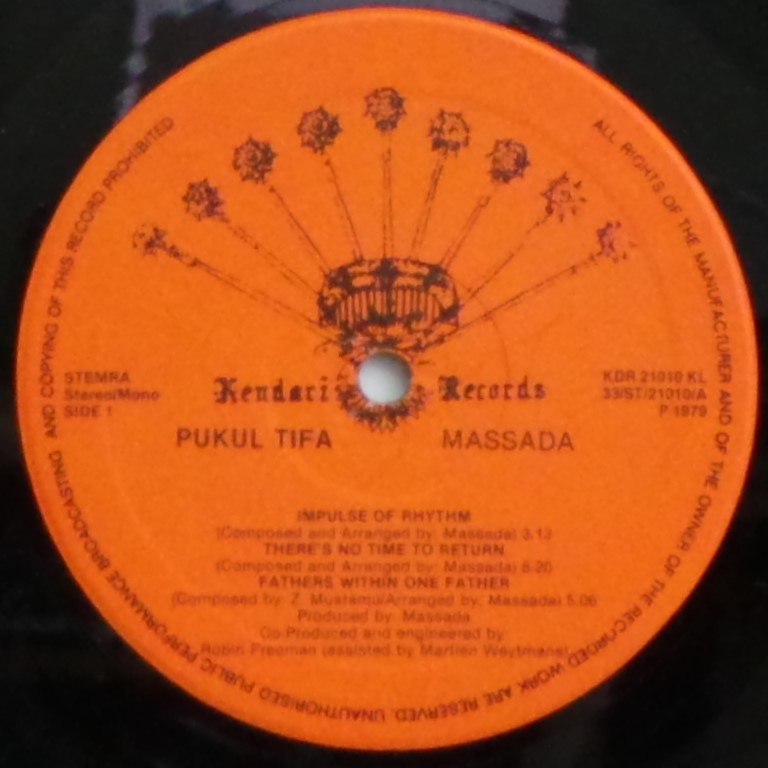 ALL RIGHTS OF THE MANUFACTURER AND OF THE OWNER OF THE RECORDED WORK ARE RESERVED. UNAUTHORISED PUBLIC PERFORMANCE BROADCASTING AND COPYING OF THIS RECORD PROHIBITED
STEMRA
Stereo/Mono
SIDE 1
Kendari Records
KDR 21010 KL
33/ST/21010/A
P 1979
PUKUL TIFA MASSADA
IMPULSE OF RHYTHM
(Composed and Arranged by: Massada) 3.13
THERE'S NO TIME TO RETURN
(Composed and Arranged by: Massada) 6.20
FATHERS WITHIN ONE FATHER
(Composed by: Z. Mustamu/Arranged by: Massada) 5.06
Produced by: Massada
Co-Produced and engineered by:
Robin Freeman (assisted by Martien Weytmans)